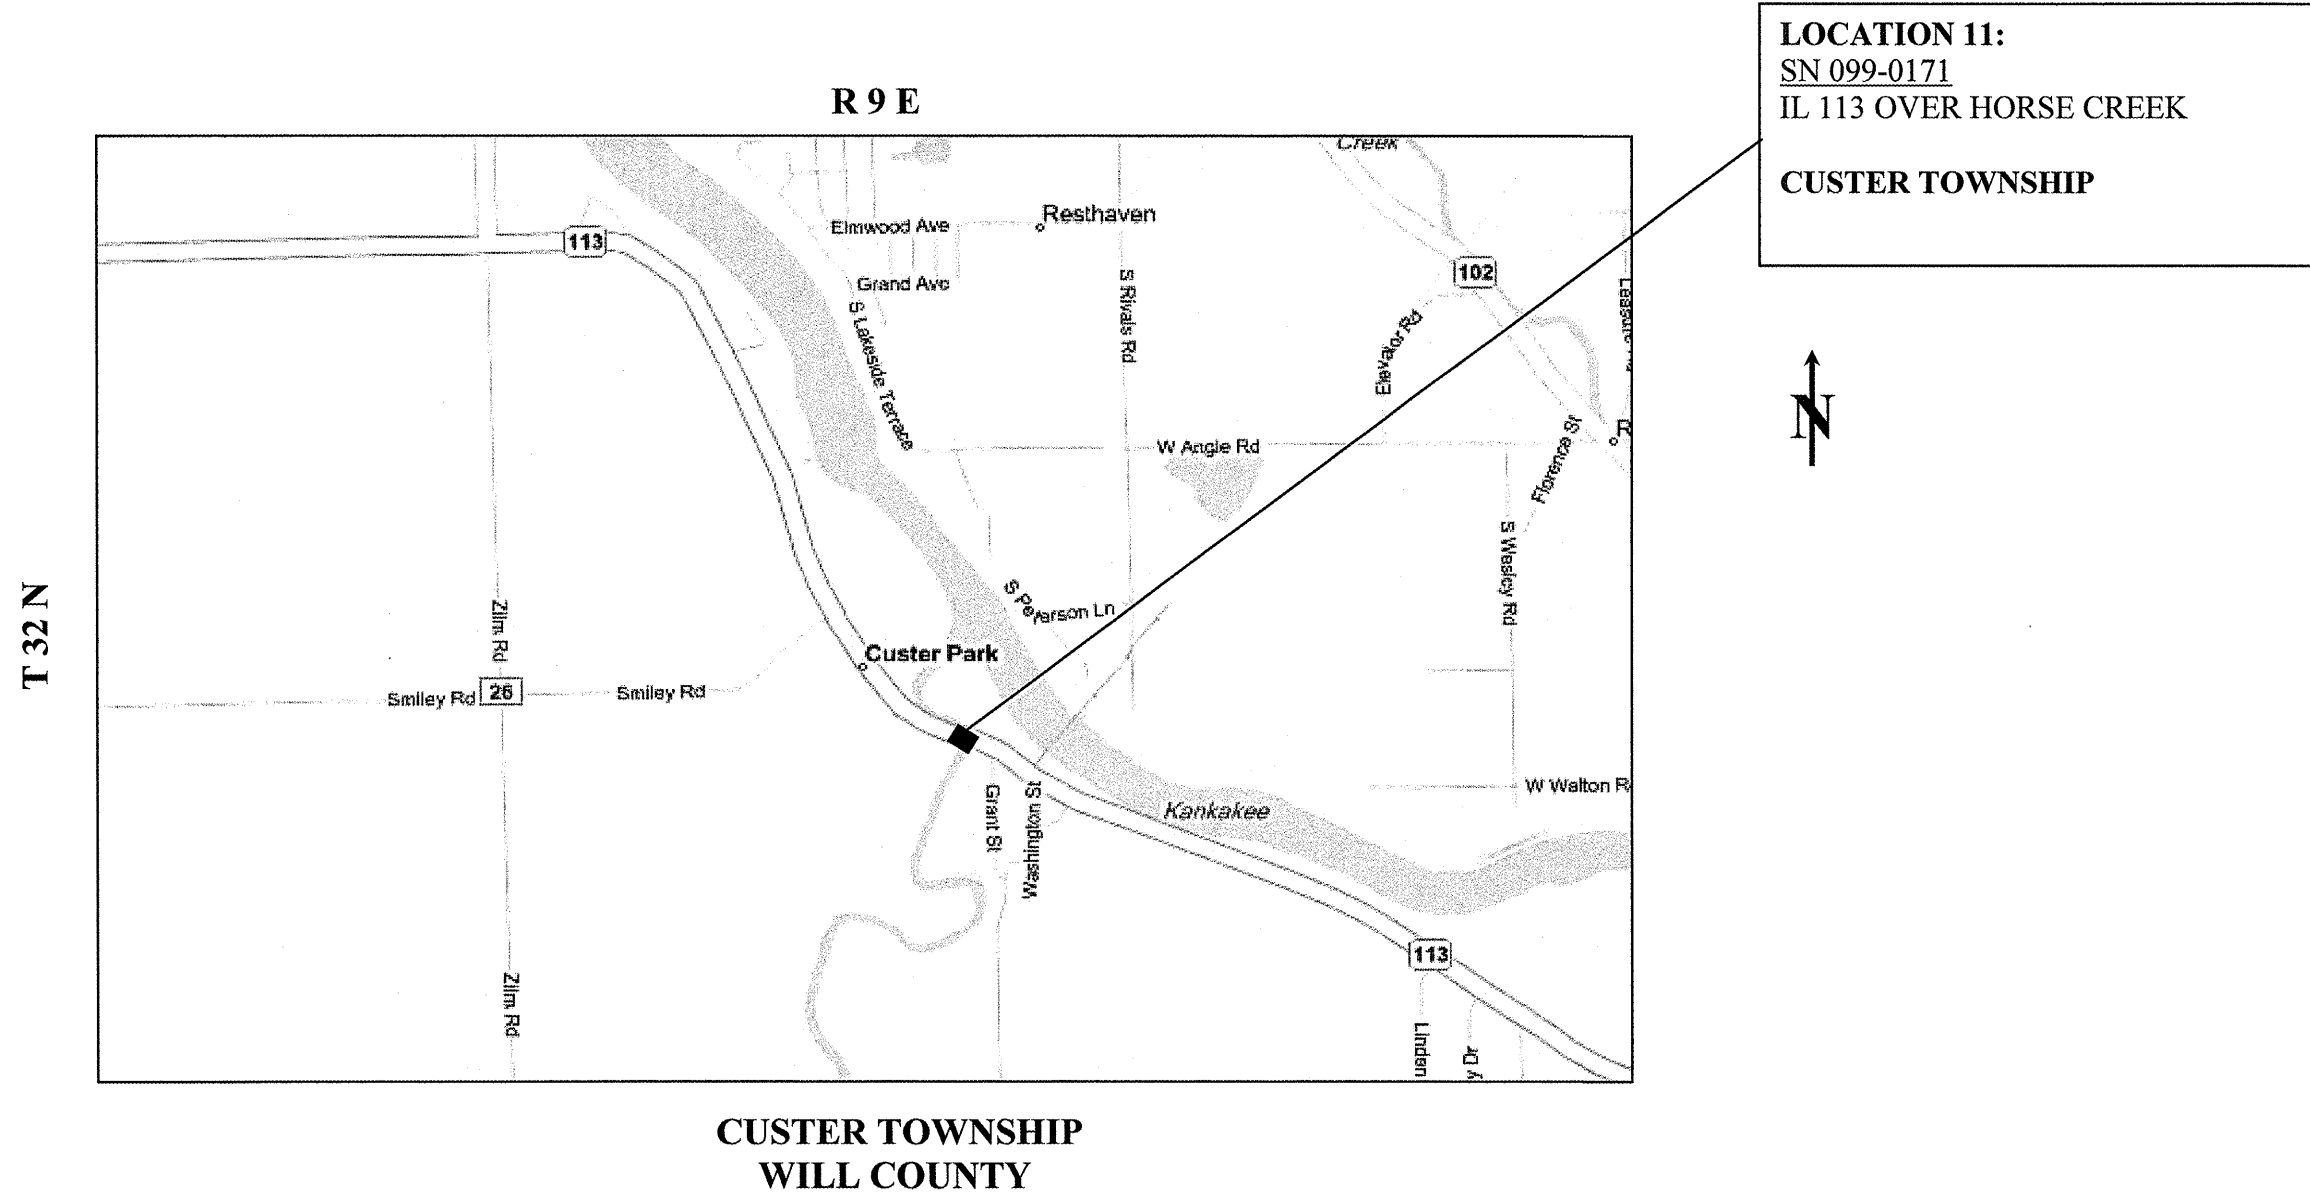 LOCATION 11:
SN 099-0171
IL 113 OVER HORSE CREEK
CUSTER TOWNSHIP
R 9 E
T 32 N
Creek
Resthaven
Elmwood Ave
Grand Ave
113
102
S Rivals Rd
S Lakeside Terrace
Elevator Rd
W Angle Rd
Florence St
R
N
S Wesley Rd
Zilm Rd
Custer Park
Smiley Rd
26
Smiley Rd
Grant St
Washington St
Kankakee
W Walton R
113
Zilm Rd
Linden
y Dr
CUSTER TOWNSHIP
WILL COUNTY